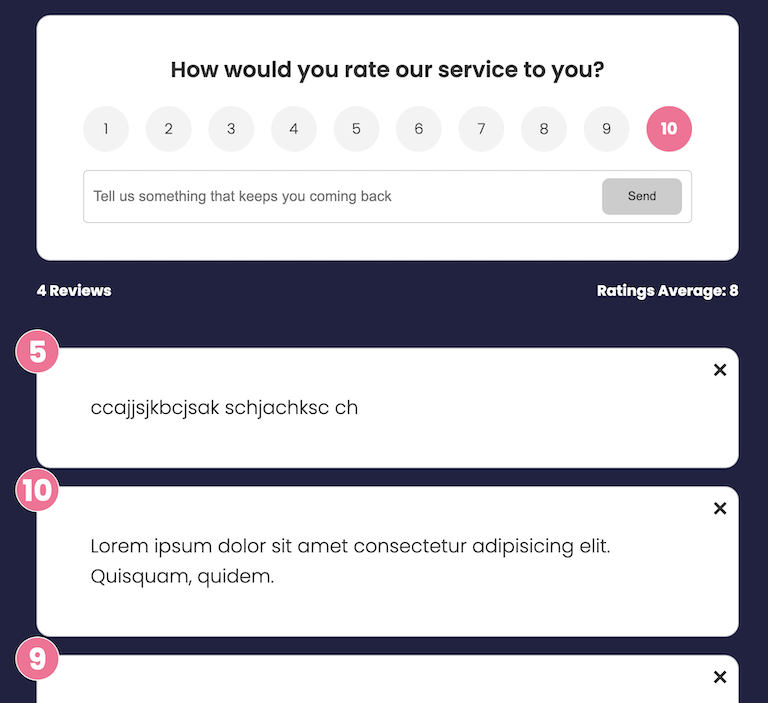 How would you rate our service to you?
1 2 3 4 5 6 7 8 9 10
Tell us something that keeps you coming back Send
4 Reviews Ratings Average: 8
5
ccajjsjkbcjsak schjachksc ch
10
Lorem ipsum dolor sit amet consectetur adipisicing elit.
Quisquam, quidem.
9